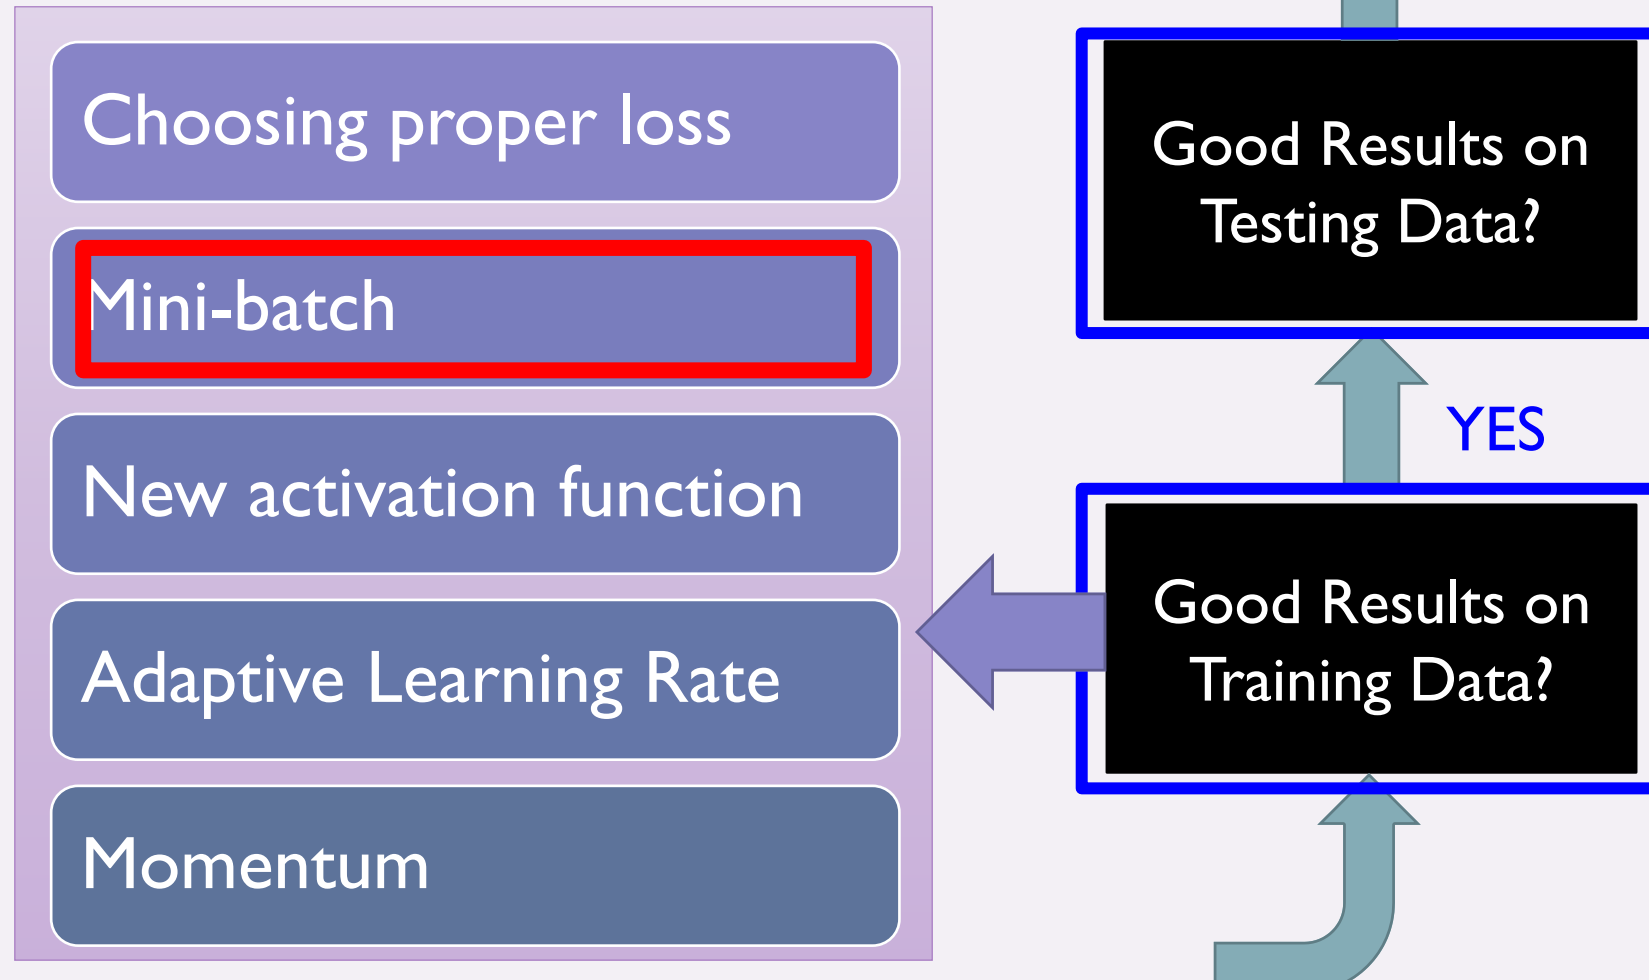 Choosing proper loss
Mini-batch
New activation function
Adaptive Learning Rate
Momentum
Good Results on
Testing Data?
YES
Good Results on
Training Data?